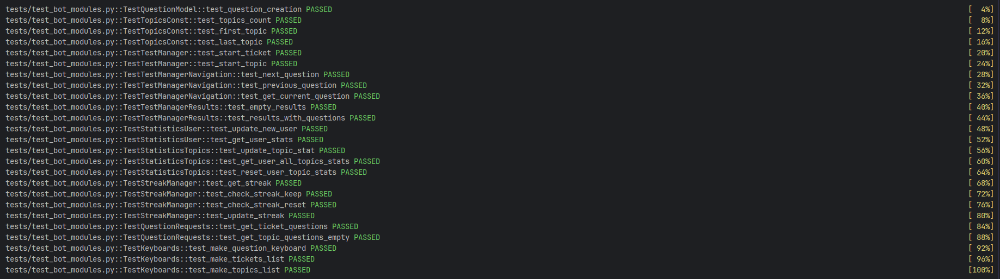 tests/test_bot_modules.py::TestQuestionModel::test_question_creation PASSED [  4%]
tests/test_bot_modules.py::TestTopicsConst::test_topics_count PASSED [  8%]
tests/test_bot_modules.py::TestTopicsConst::test_first_topic PASSED [ 12%]
tests/test_bot_modules.py::TestTopicsConst::test_last_topic PASSED [ 16%]
tests/test_bot_modules.py::TestTestManager::test_start_ticket PASSED [ 20%]
tests/test_bot_modules.py::TestTestManager::test_start_topic PASSED [ 24%]
tests/test_bot_modules.py::TestTestManagerNavigation::test_next_question PASSED [ 28%]
tests/test_bot_modules.py::TestTestManagerNavigation::test_previous_question PASSED [ 32%]
tests/test_bot_modules.py::TestTestManagerNavigation::test_get_current_question PASSED [ 36%]
tests/test_bot_modules.py::TestTestManagerResults::test_empty_results PASSED [ 40%]
tests/test_bot_modules.py::TestTestManagerResults::test_results_with_questions PASSED [ 44%]
tests/test_bot_modules.py::TestStatisticsUser::test_update_new_user PASSED [ 48%]
tests/test_bot_modules.py::TestStatisticsUser::test_get_user_stats PASSED [ 52%]
tests/test_bot_modules.py::TestStatisticsTopics::test_update_topic_stat PASSED [ 56%]
tests/test_bot_modules.py::TestStatisticsTopics::test_get_user_all_topics_stats PASSED [ 60%]
tests/test_bot_modules.py::TestStatisticsTopics::test_reset_user_topic_stats PASSED [ 64%]
tests/test_bot_modules.py::TestStreakManager::test_get_streak PASSED [ 68%]
tests/test_bot_modules.py::TestStreakManager::test_check_streak_keep PASSED [ 72%]
tests/test_bot_modules.py::TestStreakManager::test_check_streak_reset PASSED [ 76%]
tests/test_bot_modules.py::TestStreakManager::test_update_streak PASSED [ 80%]
tests/test_bot_modules.py::TestQuestionRequests::test_get_ticket_questions PASSED [ 84%]
tests/test_bot_modules.py::TestQuestionRequests::test_get_topic_questions_empty PASSED [ 88%]
tests/test_bot_modules.py::TestKeyboards::test_make_question_keyboard PASSED [ 92%]
tests/test_bot_modules.py::TestKeyboards::test_make_tickets_list PASSED [ 96%]
tests/test_bot_modules.py::TestKeyboards::test_make_topics_list PASSED [100%]